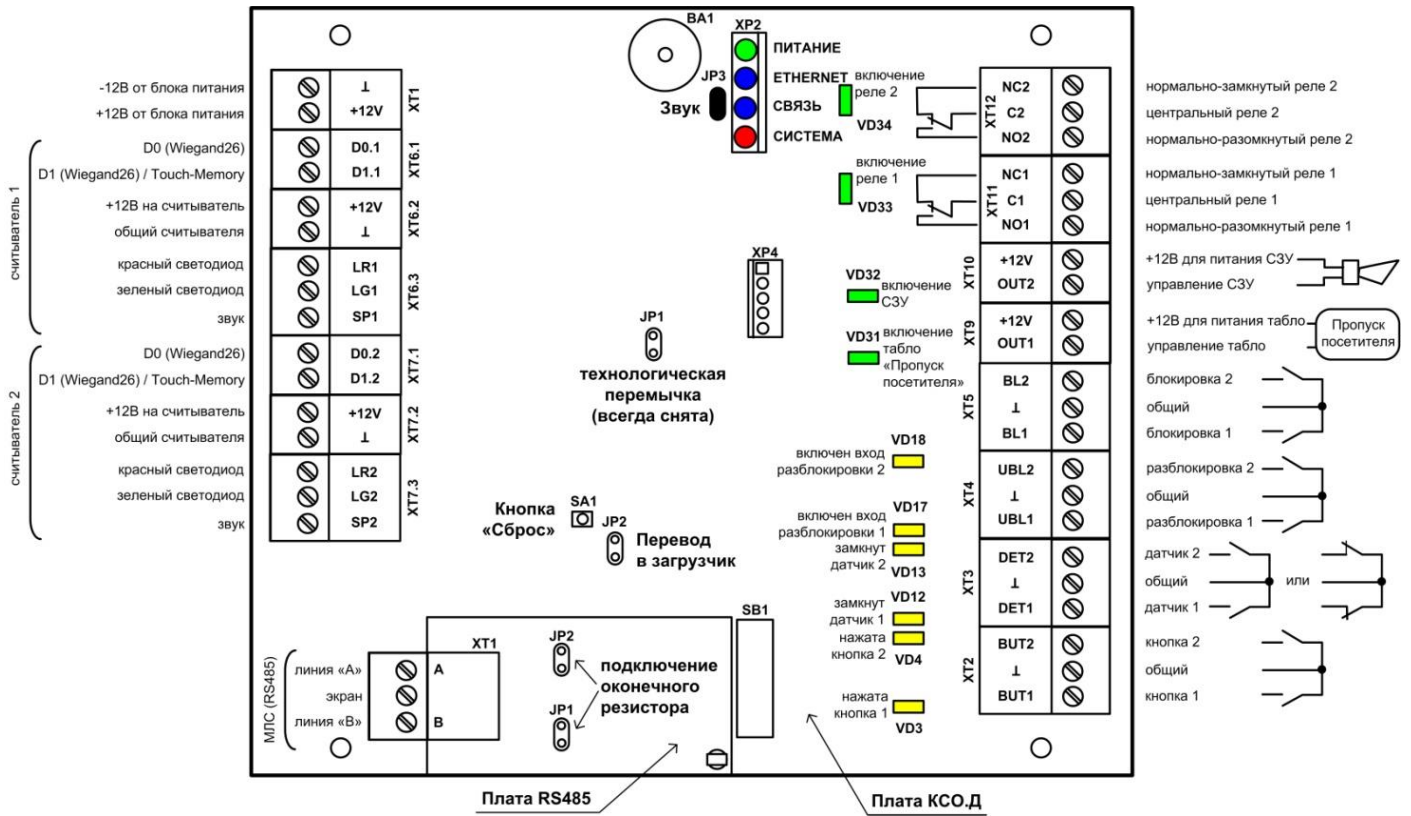 BA1
XP2
ПИТАНИЕ
ETHERNET
СВЯЗЬ
СИСТЕМА
JP3
Звук
включение
реле 2
VD34
включение
реле 1
VD33
-12В от блока питания
+12В от блока питания
⊥
+12V
XT1
считыватель 1
D0 (Wiegand26)
D1 (Wiegand26) / Touch-Memory
+12В на считыватель
общий считывателя
красный светодиод
зеленый светодиод
звук
D0.1
D1.1
XT6.1
+12V
⊥
XT6.2
LR1
LG1
SP1
XT6.3
считыватель 2
D0 (Wiegand26)
D1 (Wiegand26) / Touch-Memory
+12В на считыватель
общий считывателя
красный светодиод
зеленый светодиод
звук
D0.2
D1.2
XT7.1
+12V
⊥
XT7.2
LR2
LG2
SP2
XT7.3
XP4
JP1
технологическая
перемычка
(всегда снята)
VD32
включение
СЗУ
VD31
включение
табло
«Пропуск
посетителя»
VD18
включен вход
разблокировки 2
VD17
включен вход
разблокировки 1
замкнут
датчик 2
VD13
VD12
замкнут
датчик 1
нажата
кнопка 2
VD4
нажата
кнопка 1
VD3
Кнопка
«Сброс»
SA1
JP2
Перевод
в загрузчик
SB1
МЛС (RS485)
линия «А»
экран
линия «В»
XT1
A
B
JP2
JP1
подключение
оконечного
резистора
Плата RS485
Плата КСО.Д
XT12
NC2
C2
NO2
нормально-замкнутый реле 2
центральный реле 2
нормально-разомкнутый реле 2
XT11
NC1
C1
NO1
нормально-замкнутый реле 1
центральный реле 1
нормально-разомкнутый реле 1
XT10
+12V
OUT2
+12В для питания СЗУ
управление СЗУ
XT9
+12V
OUT1
+12В для питания табло
управление табло
Пропуск
посетителя
XT5
BL2
⊥
BL1
блокировка 2
общий
блокировка 1
XT4
UBL2
⊥
UBL1
разблокировка 2
общий
разблокировка 1
XT3
DET2
⊥
DET1
датчик 2
общий
датчик 1
или
XT2
BUT2
⊥
BUT1
кнопка 2
общий
кнопка 1